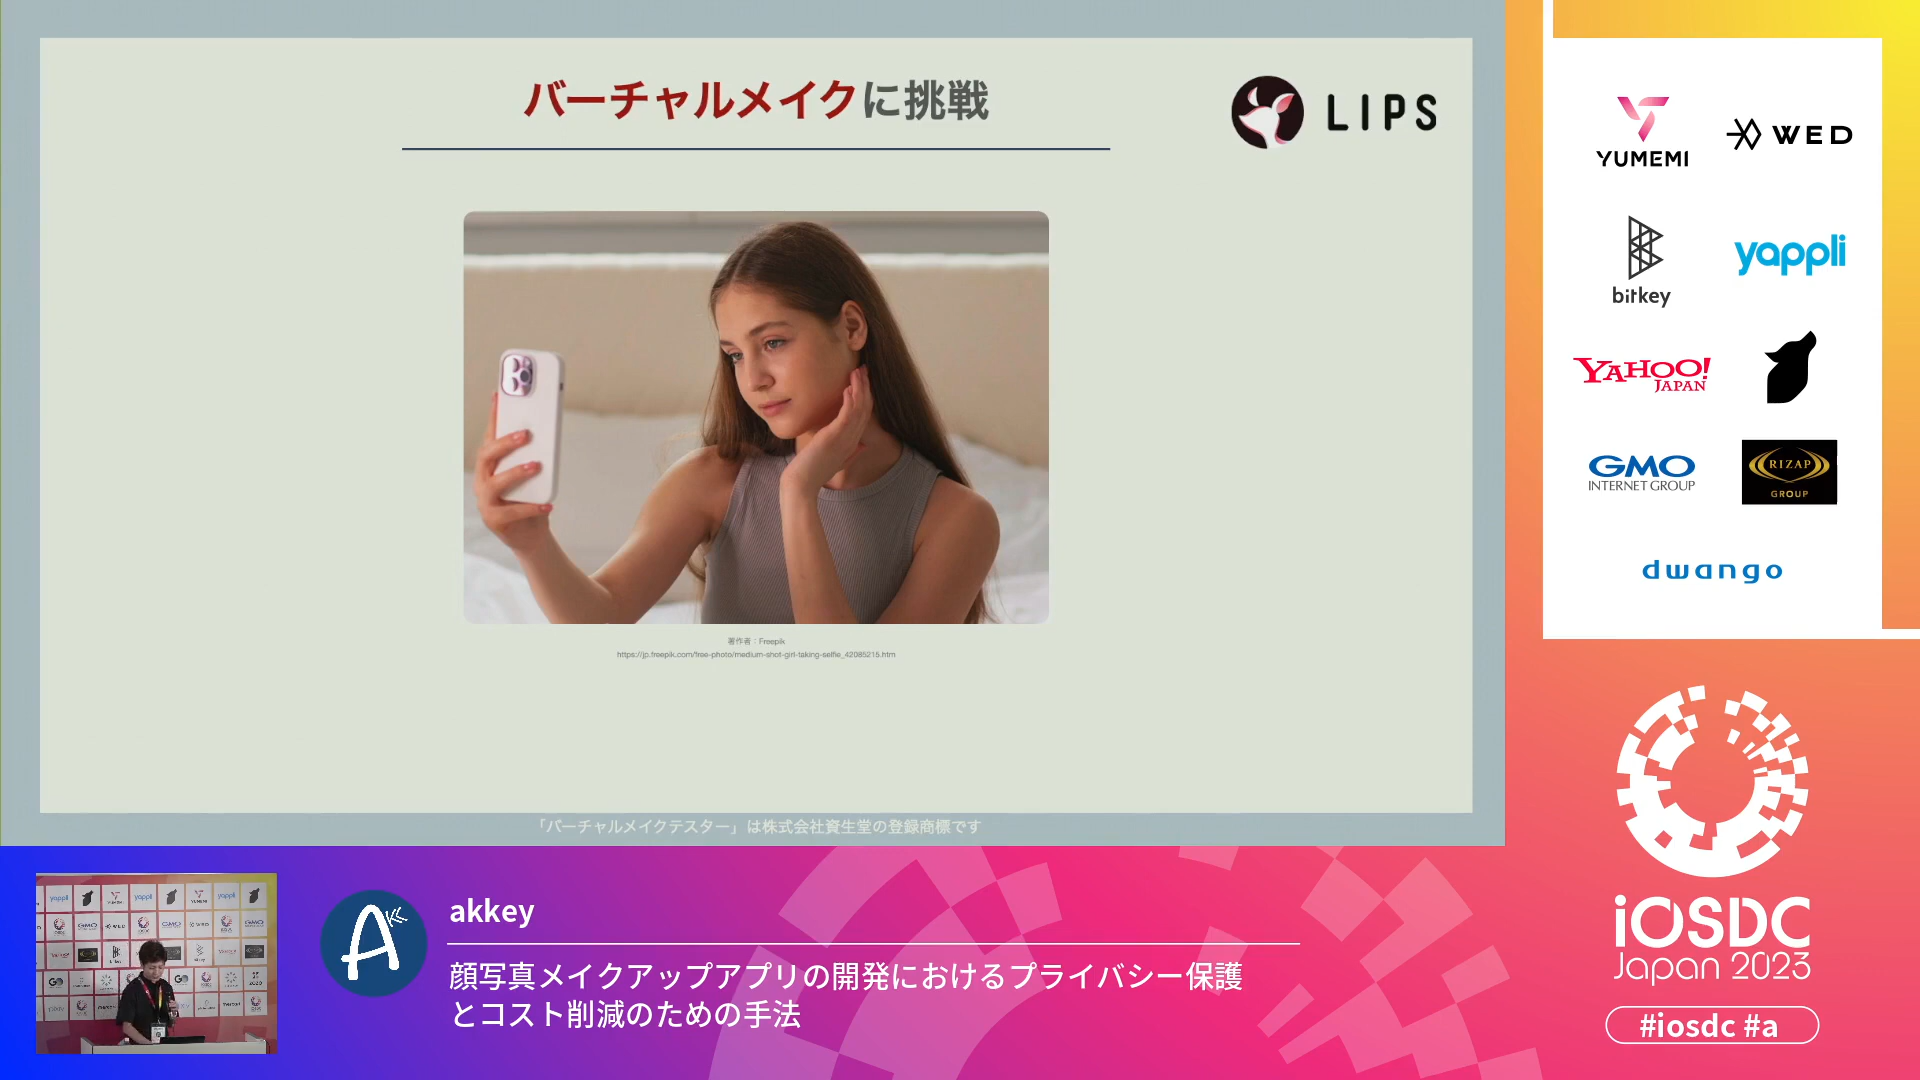 バーチャルメイクに挑戦
LIPS
著作者：Freepik
https://jp.freepik.com/free-photo/medium-shot-girl-taking-selfie_42085215.htm
「バーチャルメイクテスター」は株式会社資生堂の登録商標です
akkey
顔写真メイクアップアプリの開発におけるプライバシー保護
とコスト削減のための手法
YUMEMI
WED
bitkey
yappli
YAHOO!
JAPAN
GMO
INTERNET GROUP
RIZAP
GROUP
dwango
iOSDC
Japan 2023
#iosdc #a